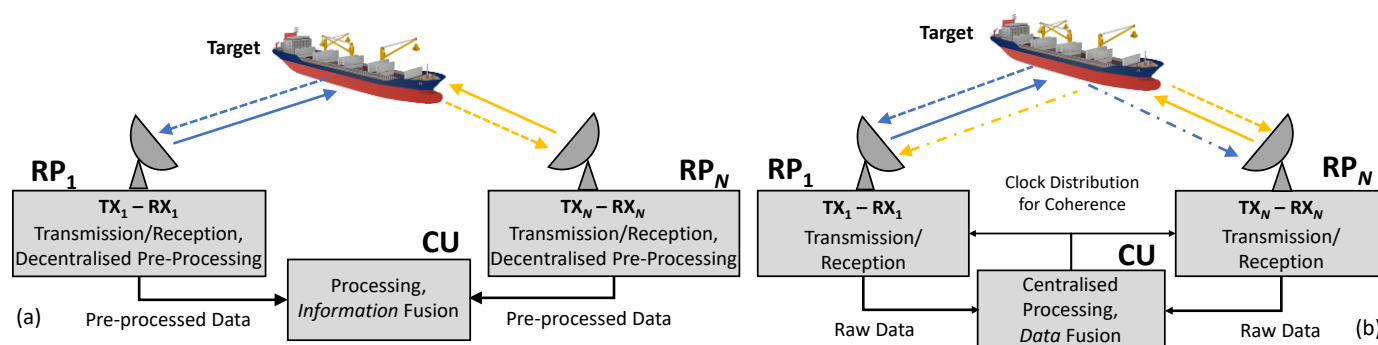 Target
RP1
RPN
TX1 – RX1
Transmission/Reception,
Decentralised Pre-Processing
CU
TXN – RXN
Transmission/Reception,
Decentralised Pre-Processing
Processing,
Information Fusion
(a)
Pre-processed Data
Pre-processed Data
Target
RP1
RPN
Clock Distribution
for Coherence
TX1 – RX1
Transmission/
Reception
TXN – RXN
Transmission/
Reception
CU
Centralised
Processing,
Data Fusion
Raw Data
Raw Data
(b)